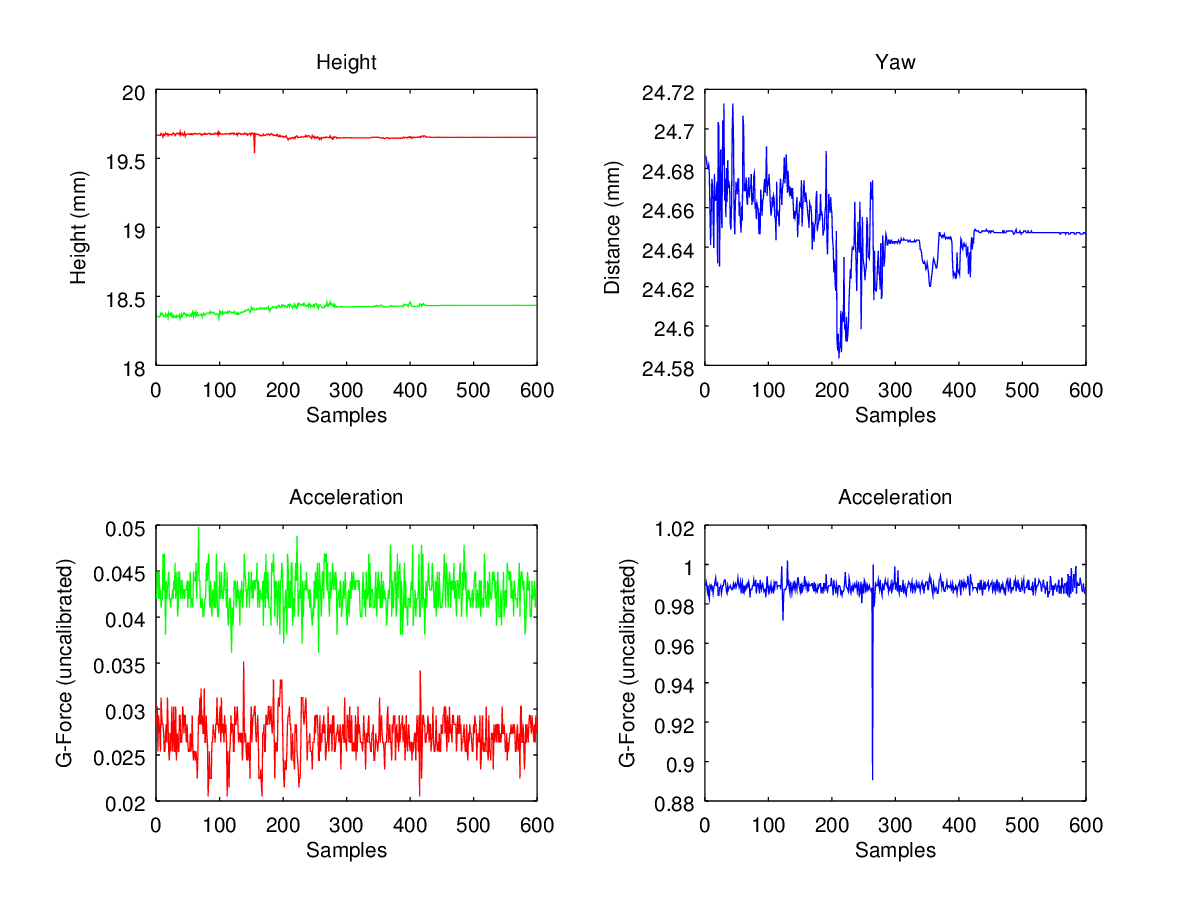 Height
Height (mm)
20
19.5
19
18.5
18
0 100 200 300 400 500 600
Samples
Yaw
Distance (mm)
24.72
24.7
24.68
24.66
24.64
24.62
24.6
24.58
0 100 200 300 400 500 600
Samples
Acceleration
G-Force (uncalibrated)
0.05
0.045
0.04
0.035
0.03
0.025
0.02
0 100 200 300 400 500 600
Samples
Acceleration
G-Force (uncalibrated)
1.02
1
0.98
0.96
0.94
0.92
0.9
0.88
0 100 200 300 400 500 600
Samples